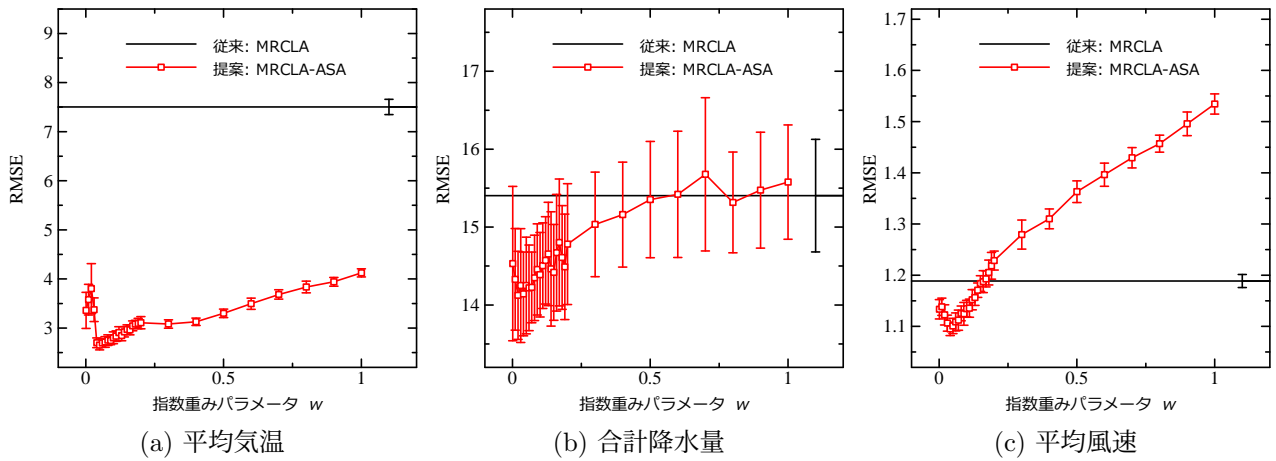 9
8
7
6
5
4
3
RMSE
従来: MRCLA
提案: MRCLA-ASA
0
0.5
1
指数重みパラメータ w
(a) 平均気温
17
16
15
14
RMSE
従来: MRCLA
提案: MRCLA-ASA
0
0.5
1
指数重みパラメータ w
(b) 合計降水量
1.7
1.6
1.5
1.4
1.3
1.2
1.1
RMSE
従来: MRCLA
提案: MRCLA-ASA
0
0.5
1
指数重みパラメータ w
(c) 平均風速